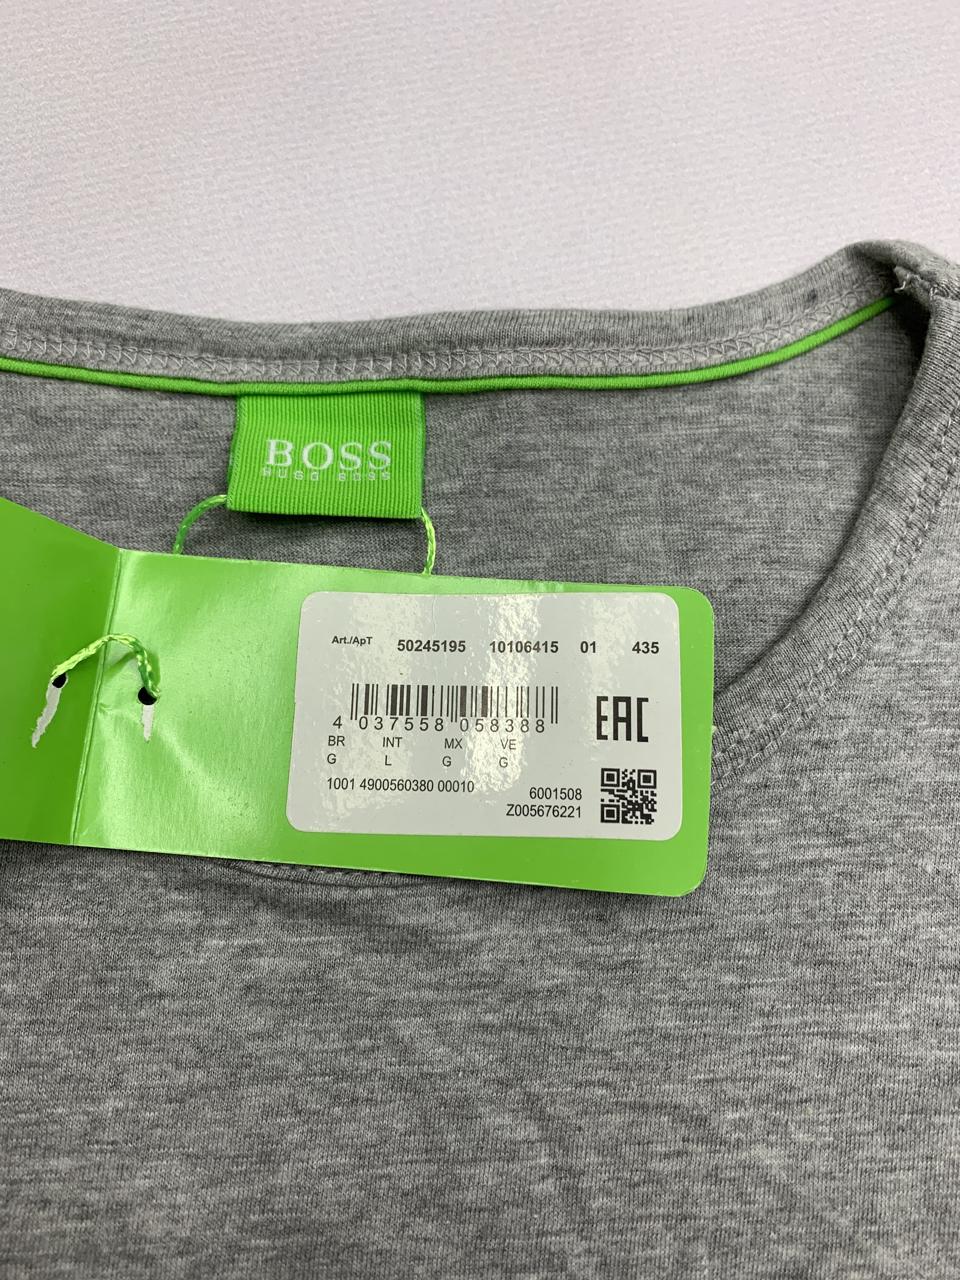 BOSS
HUGO BOSS
Art./АрТ 50245195 10106415 01 435
4 037558 058388
EAC
BR INT MX VE
G L G G
1001 4900560380 00010
6001508
Z005676221